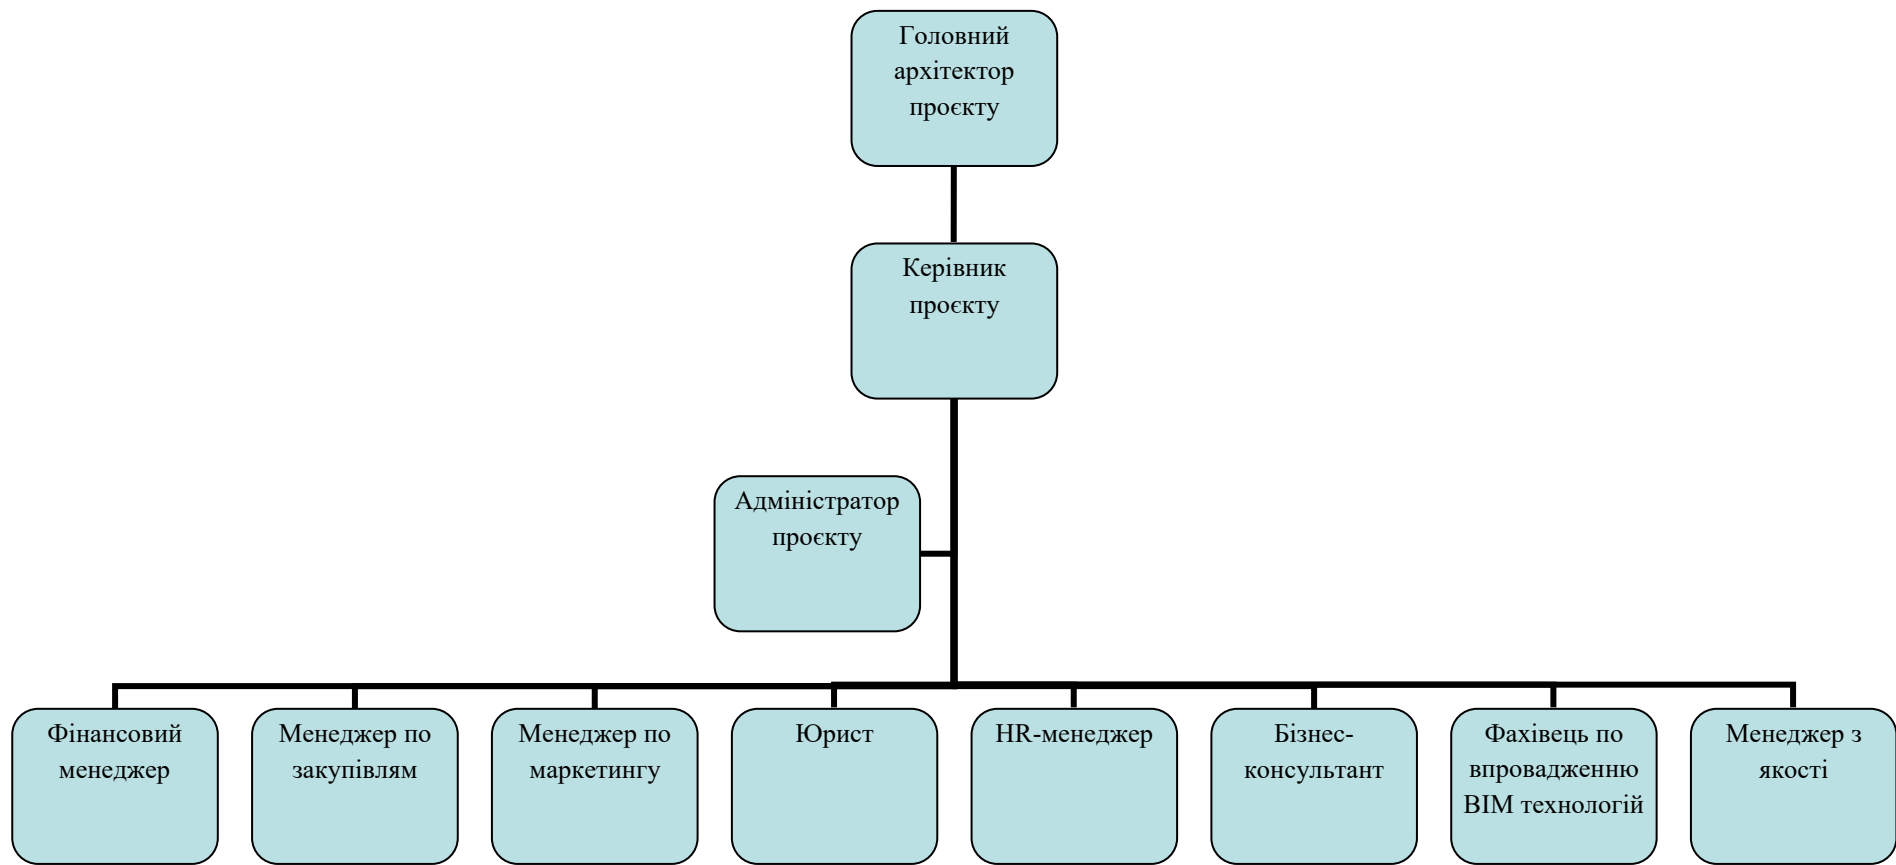 Головний
архітектор
проєкту
Керівник
проєкту
Адміністратор
проєкту
Фінансовий
менеджер
Менеджер по
закупівлям
Менеджер по
маркетингу
Юрист
HR-менеджер
Бізнес-
консультант
Фахівець по
впровадженню
BIM технологій
Менеджер з
якості